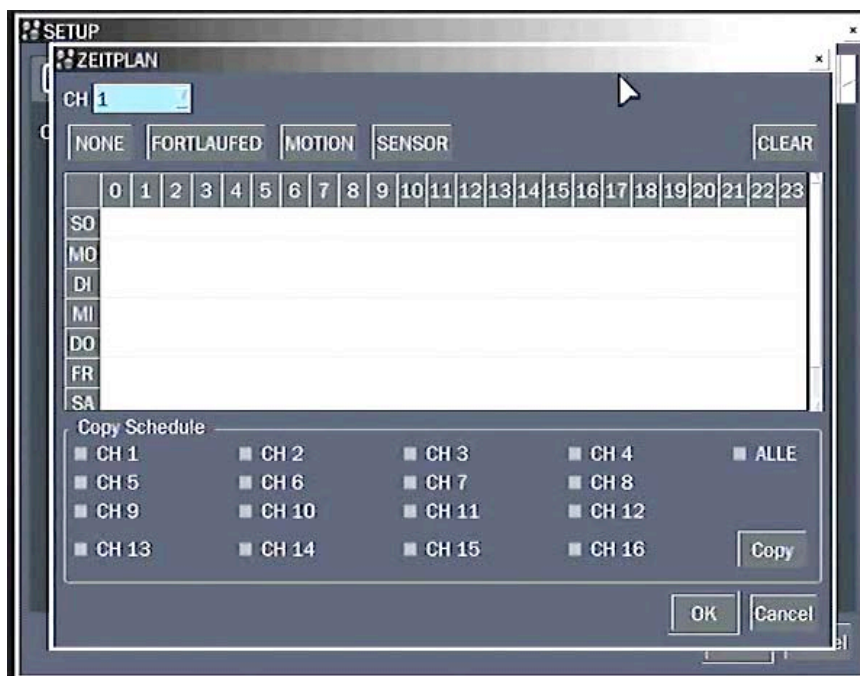 SETUP
ZEITPLAN
CH 1
NONE FORTLAUFED MOTION SENSOR CLEAR
0 1 2 3 4 5 6 7 8 9 10 11 12 13 14 15 16 17 18 19 20 21 22 23
SO
MO
DI
MI
DO
FR
SA
Copy Schedule
CH 1 CH 2 CH 3 CH 4 ALLE
CH 5 CH 6 CH 7 CH 8
CH 9 CH 10 CH 11 CH 12
CH 13 CH 14 CH 15 CH 16 Copy
OK Cancel